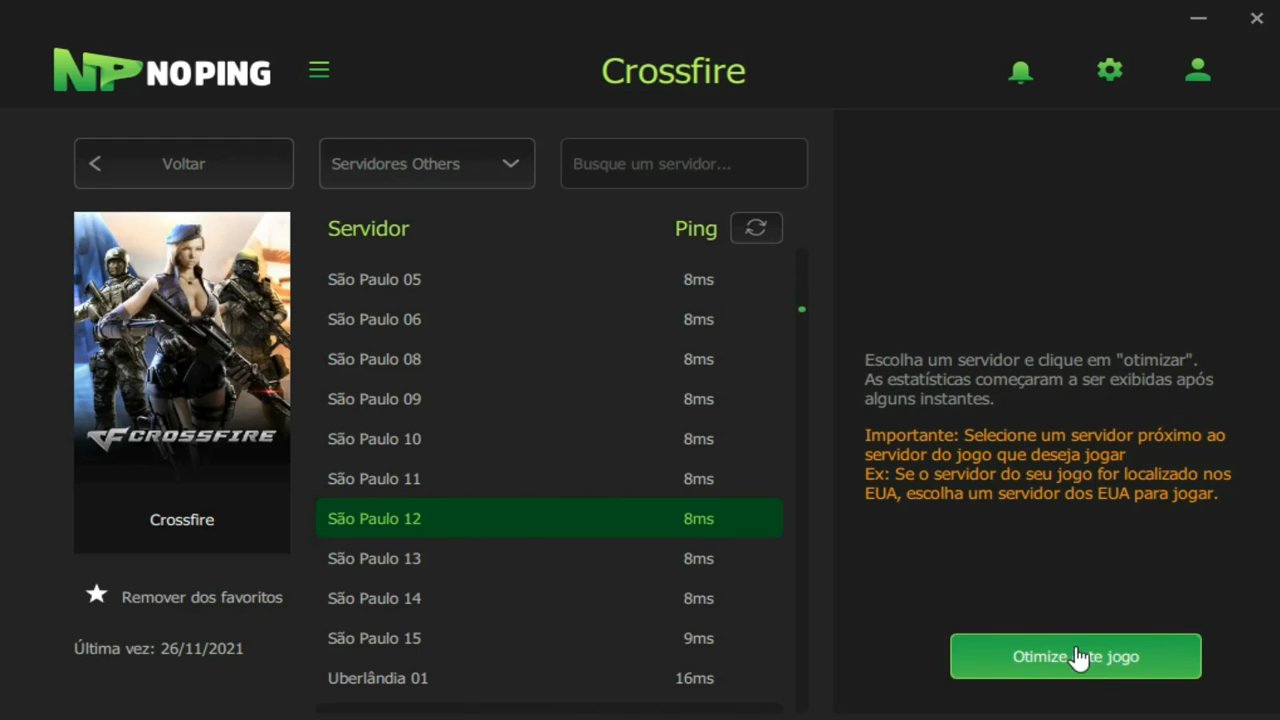 NP NOPING
Crossfire
Voltar
Servidores Others
Busque um servidor...
Servidor
Ping
São Paulo 05
8ms
São Paulo 06
8ms
São Paulo 08
8ms
São Paulo 09
8ms
São Paulo 10
8ms
São Paulo 11
8ms
São Paulo 12
8ms
São Paulo 13
8ms
São Paulo 14
8ms
São Paulo 15
9ms
Uberlândia 01
16ms
CF CROSSFIRE
Crossfire
Remover dos favoritos
Última vez: 26/11/2021
Escolha um servidor e clique em "otimizar".
As estatísticas começaram a ser exibidas após
alguns instantes.
Importante: Selecione um servidor próximo ao
servidor do jogo que deseja jogar
Ex: Se o servidor do seu jogo for localizado nos
EUA, escolha um servidor dos EUA para jogar.
Otimize jogo